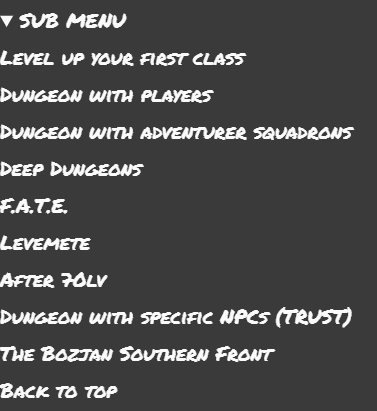 ▼ SUB MENU
Level up your first class
Dungeon with players
Dungeon with adventurer squadrons
Deep Dungeons
F.A.T.E.
Levemete
After 70lv
Dungeon with specific NPCs (TRUST)
The Bozjan Southern Front
Back to top